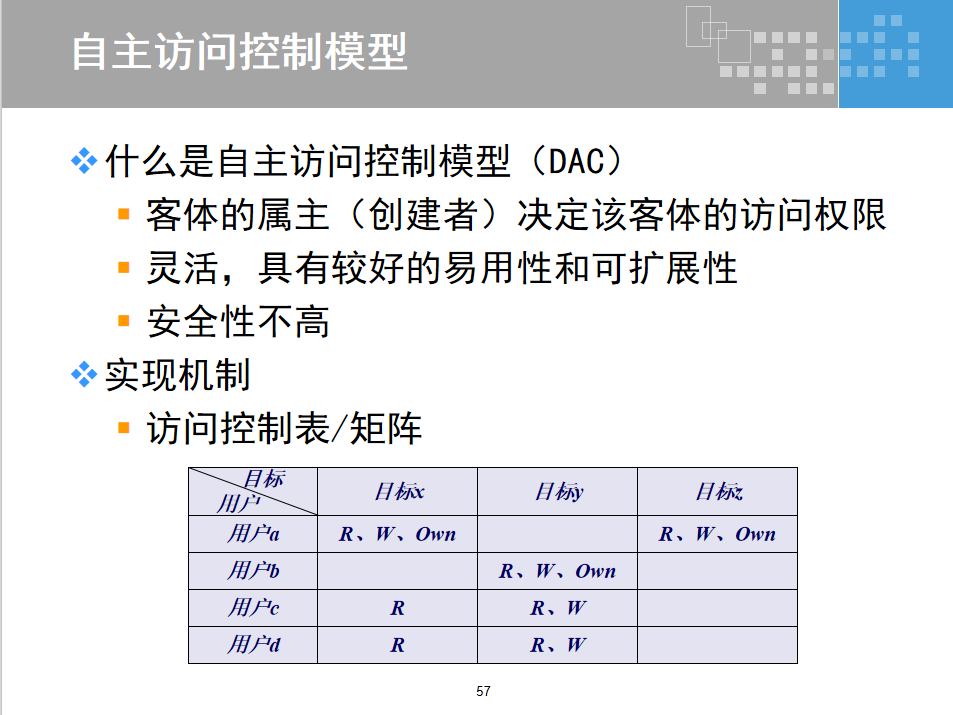 自主访问控制模型
什么是自主访问控制模型（DAC）
客体的属主（创建者）决定该客体的访问权限
灵活，具有较好的易用性和可扩展性
安全性不高
实现机制
访问控制表/矩阵
目标
用户 目标x 目标y 目标z
用户a R、W、Own R、W、Own
用户b R、W、Own
用户c R R、W
用户d R R、W
57